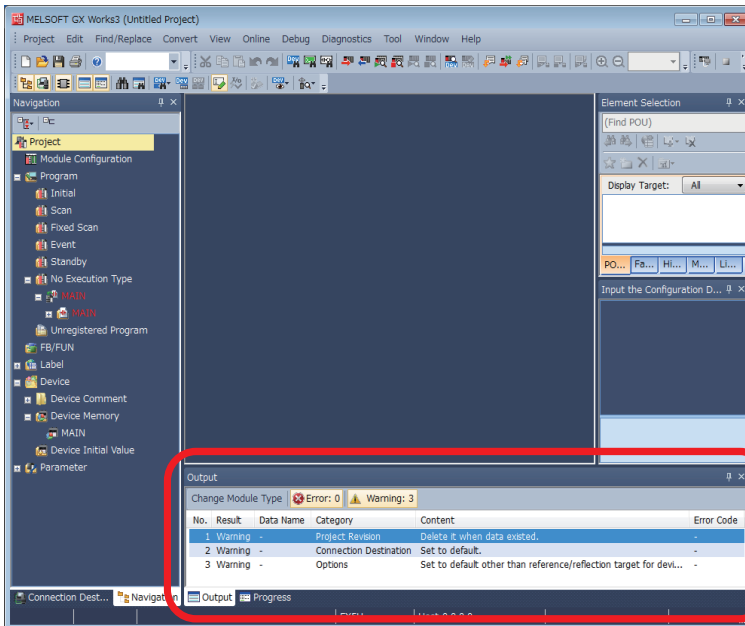 MELSOFT GX Works3 (Untitled Project)
Project Edit Find/Replace Convert View Online Debug Diagnostics Tool Window Help
Navigation
Project
Module Configuration
Program
Initial
Scan
Fixed Scan
Event
Standby
No Execution Type
MAIN
MAIN
Unregistered Program
FB/FUN
Label
Device
Device Comment
Device Memory
MAIN
Device Initial Value
Parameter
Connection Dest... Navigation
Element Selection
(Find POU)
Display Target: All
PO... Fa... Hi... M... Li...
Input the Configuration D...
Output
Change Module Type Error: 0 Warning: 3
No. Result Data Name Category Content Error Code
1 Warning - Project Revision Delete it when data existed. -
2 Warning - Connection Destination Set to default. -
3 Warning - Options Set to default other than reference/reflection target for devi... -
Output Progress